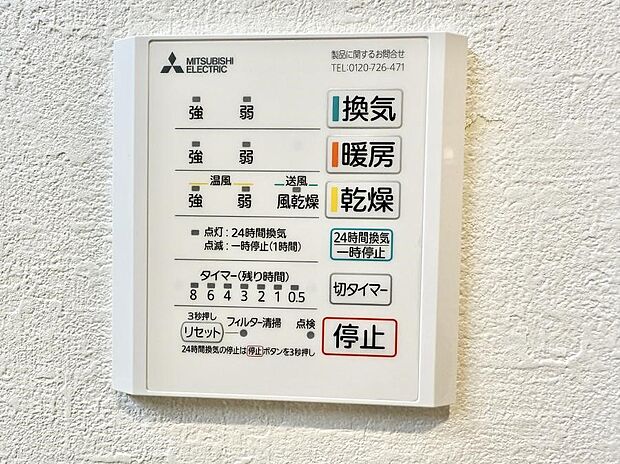 MITSUBISHI
ELECTRIC
製品に関するお問合せ
TEL:0120-726-471
強 弱 換気
強 弱 暖房
温風 送風
強 弱 風乾燥 乾燥
点灯:24時間換気
点滅:一時停止(1時間)
24時間換気
一時停止
タイマー(残り時間)
8 6 4 3 2 1 0.5
切タイマー
3秒押し
リセット フィルター清掃 点検
停止
24時間換気の停止は停止ボタンを3秒押し